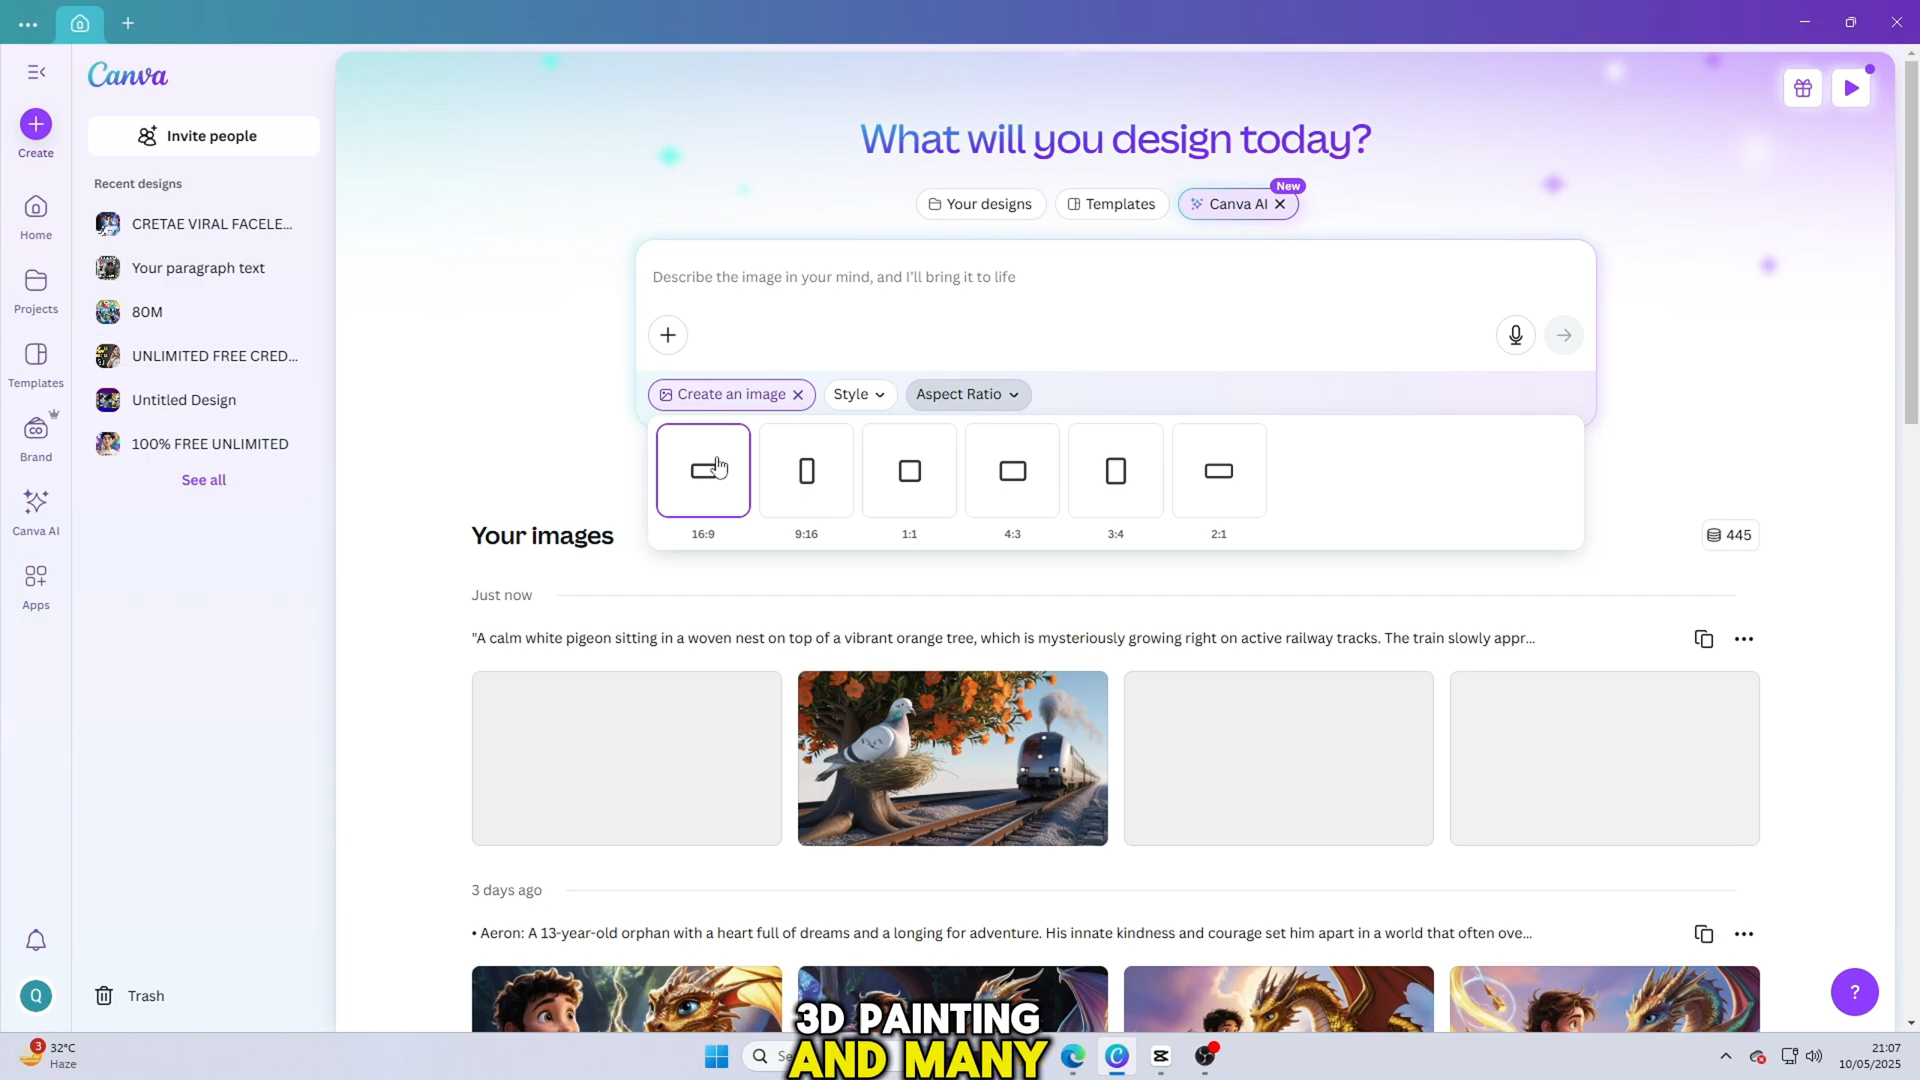 Canva
Invite people
Create
Recent designs
CRETAE VIRAL FACELE...
Your paragraph text
80M
UNLIMITED FREE CRED...
Untitled Design
100% FREE UNLIMITED
See all
Home
Projects
Templates
Brand
Canva AI
Apps
Q
Trash
What will you design today?
Your designs
Templates
Canva AI
New
Describe the image in your mind, and I'll bring it to life
Create an image
Style
Aspect Ratio
16:9
9:16
1:1
4:3
3:4
2:1
Your images
445
Just now
"A calm white pigeon sitting in a woven nest on top of a vibrant orange tree, which is mysteriously growing right on active railway tracks. The train slowly appr...
3 days ago
• Aeron: A 13-year-old orphan with a heart full of dreams and a longing for adventure. His innate kindness and courage set him apart in a world that often ove...
?
3D PAINTING
AND MANY
3
32°C
Haze
21:07
10/05/2025